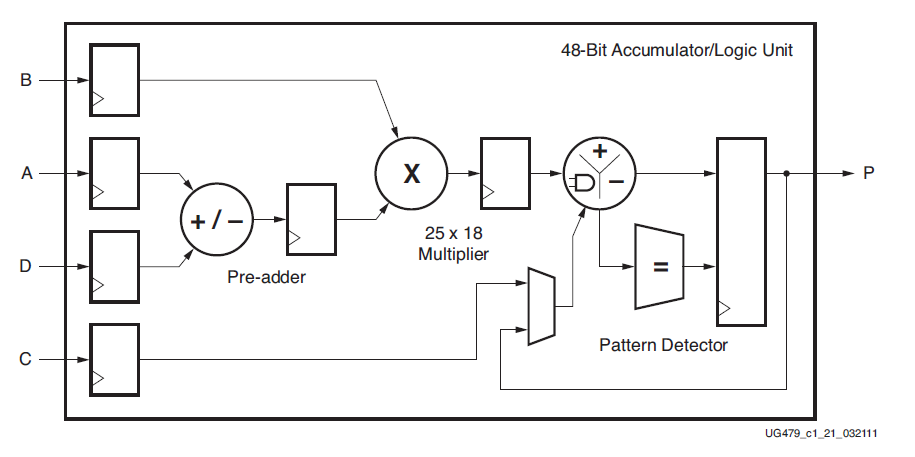 48-Bit Accumulator/Logic Unit
B
A
X
+
−
P
+ / −
25 x 18
Multiplier
D
Pre-adder
=
Pattern Detector
C
UG479_c1_21_032111